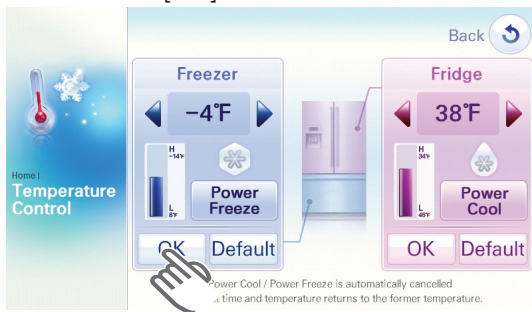 Back
Freezer
-4°F
H
-14°F
L
8°F
Power
Freeze
OK
Default
Fridge
38°F
H
34°F
L
46°F
Power
Cool
OK
Default
Home |
Temperature
Control
Power Cool / Power Freeze is automatically cancelled
time and temperature returns to the former temperature.